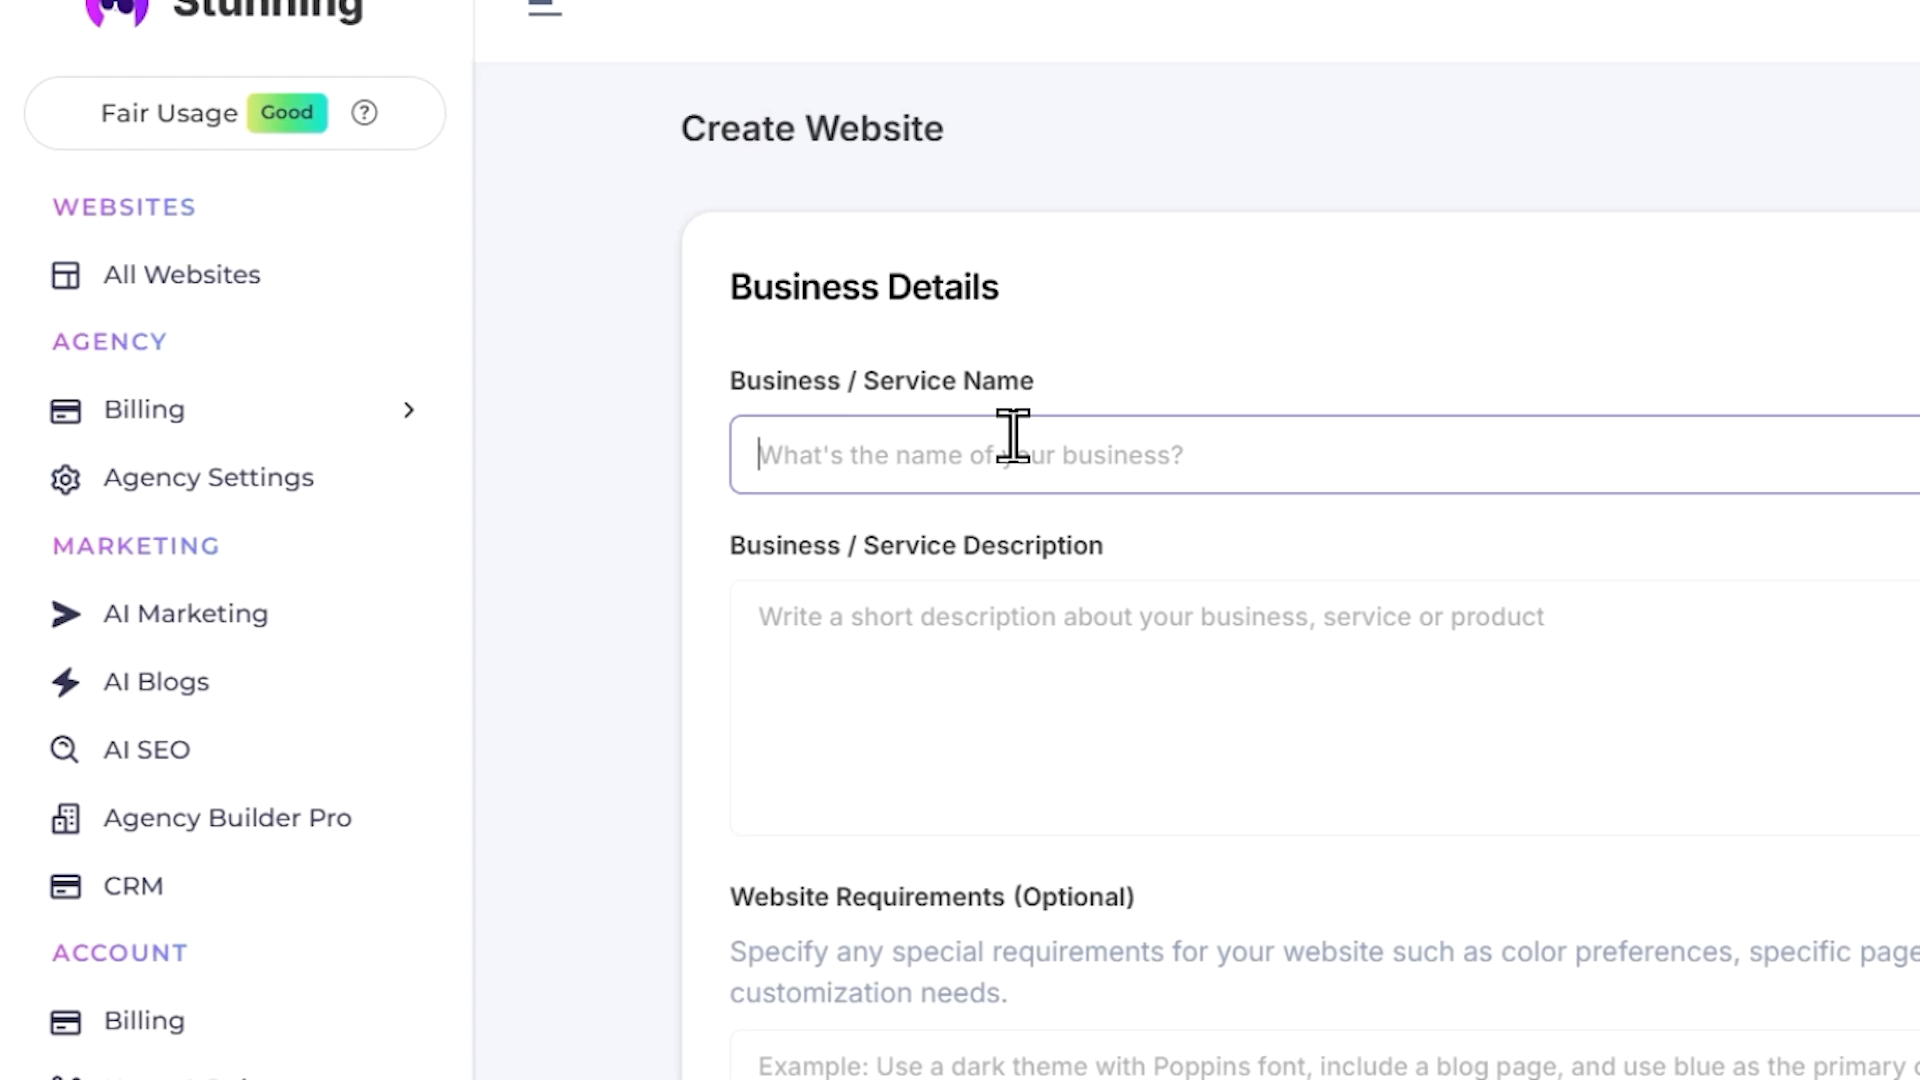 Stunning
Fair Usage Good ?
WEBSITES
All Websites
AGENCY
Billing
Agency Settings
MARKETING
AI Marketing
AI Blogs
AI SEO
Agency Builder Pro
CRM
ACCOUNT
Billing
Create Website
Business Details
Business / Service Name
What's the name of your business?
Business / Service Description
Write a short description about your business, service or product
Website Requirements (Optional)
Specify any special requirements for your website such as color preferences, specific page
customization needs.
Example: Use a dark theme with Poppins font, include a blog page, and use blue as the primary